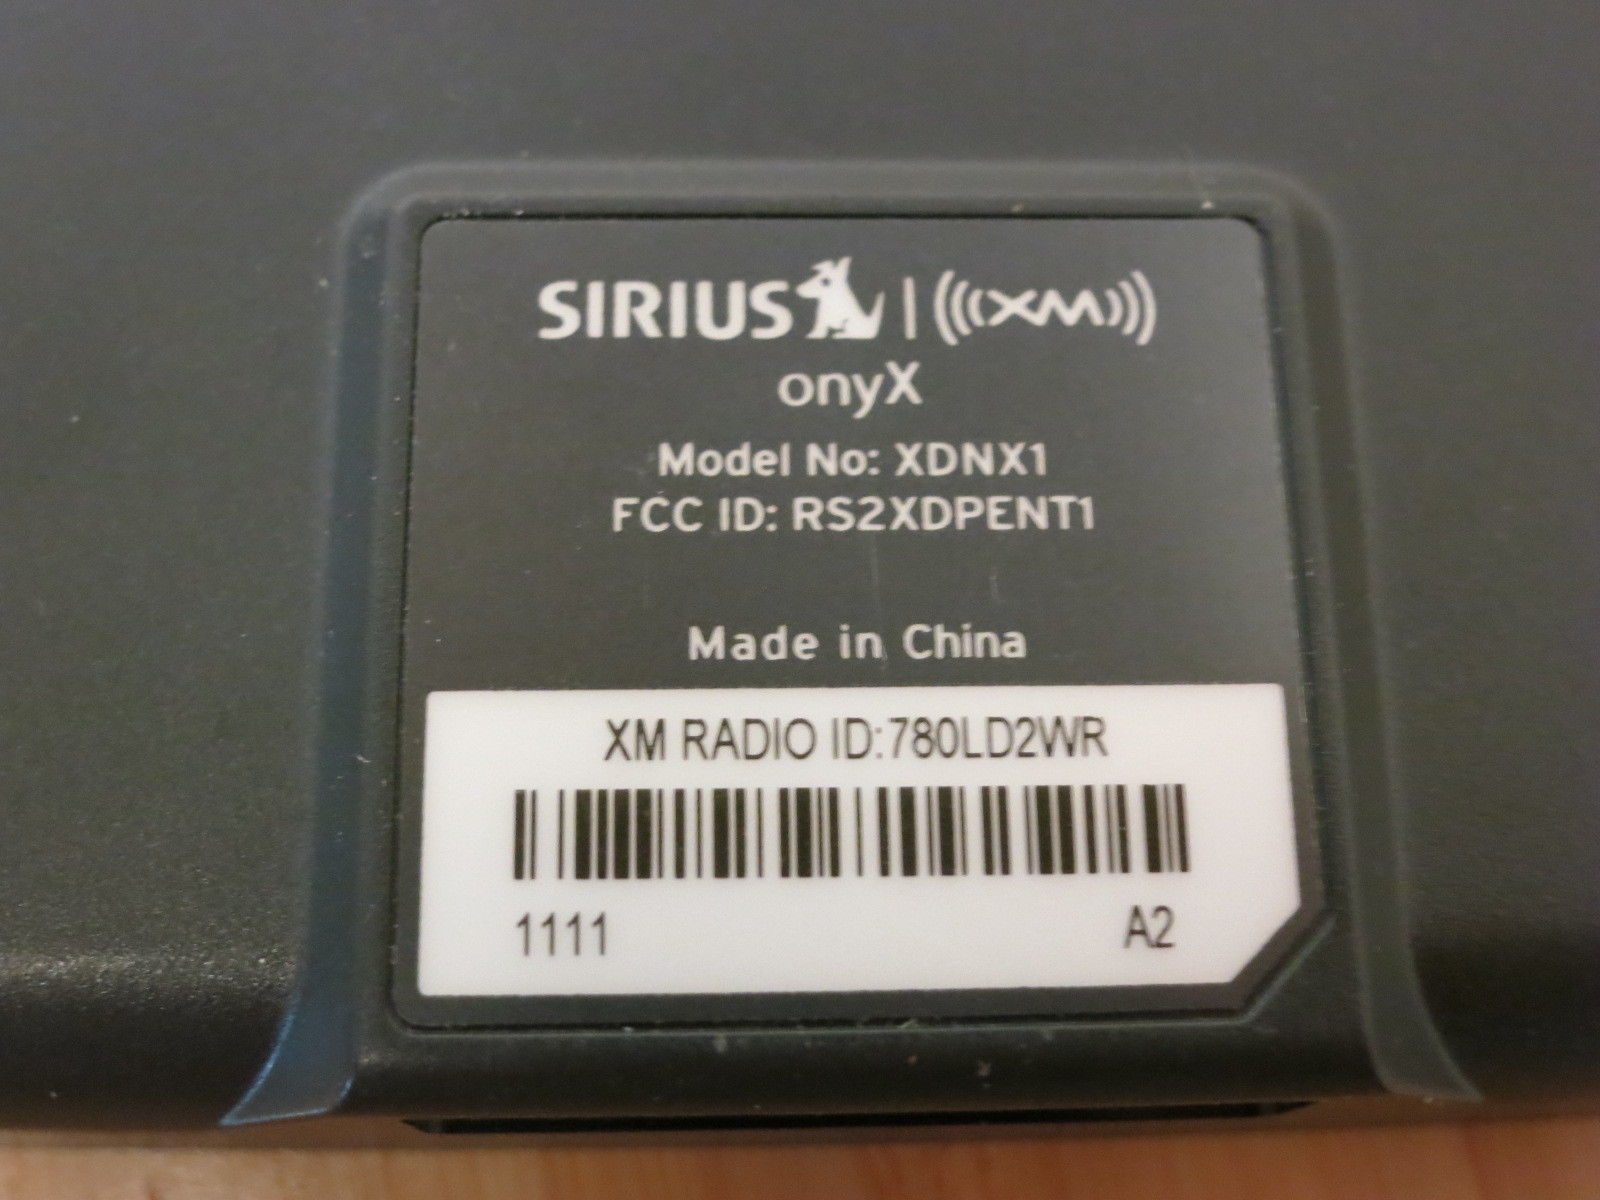 SIRIUS | (((XM)))
onyX
Model No: XDNX1
FCC ID: RS2XDPENT1
Made in China
XM RADIO ID:780LD2WR
1111 A2